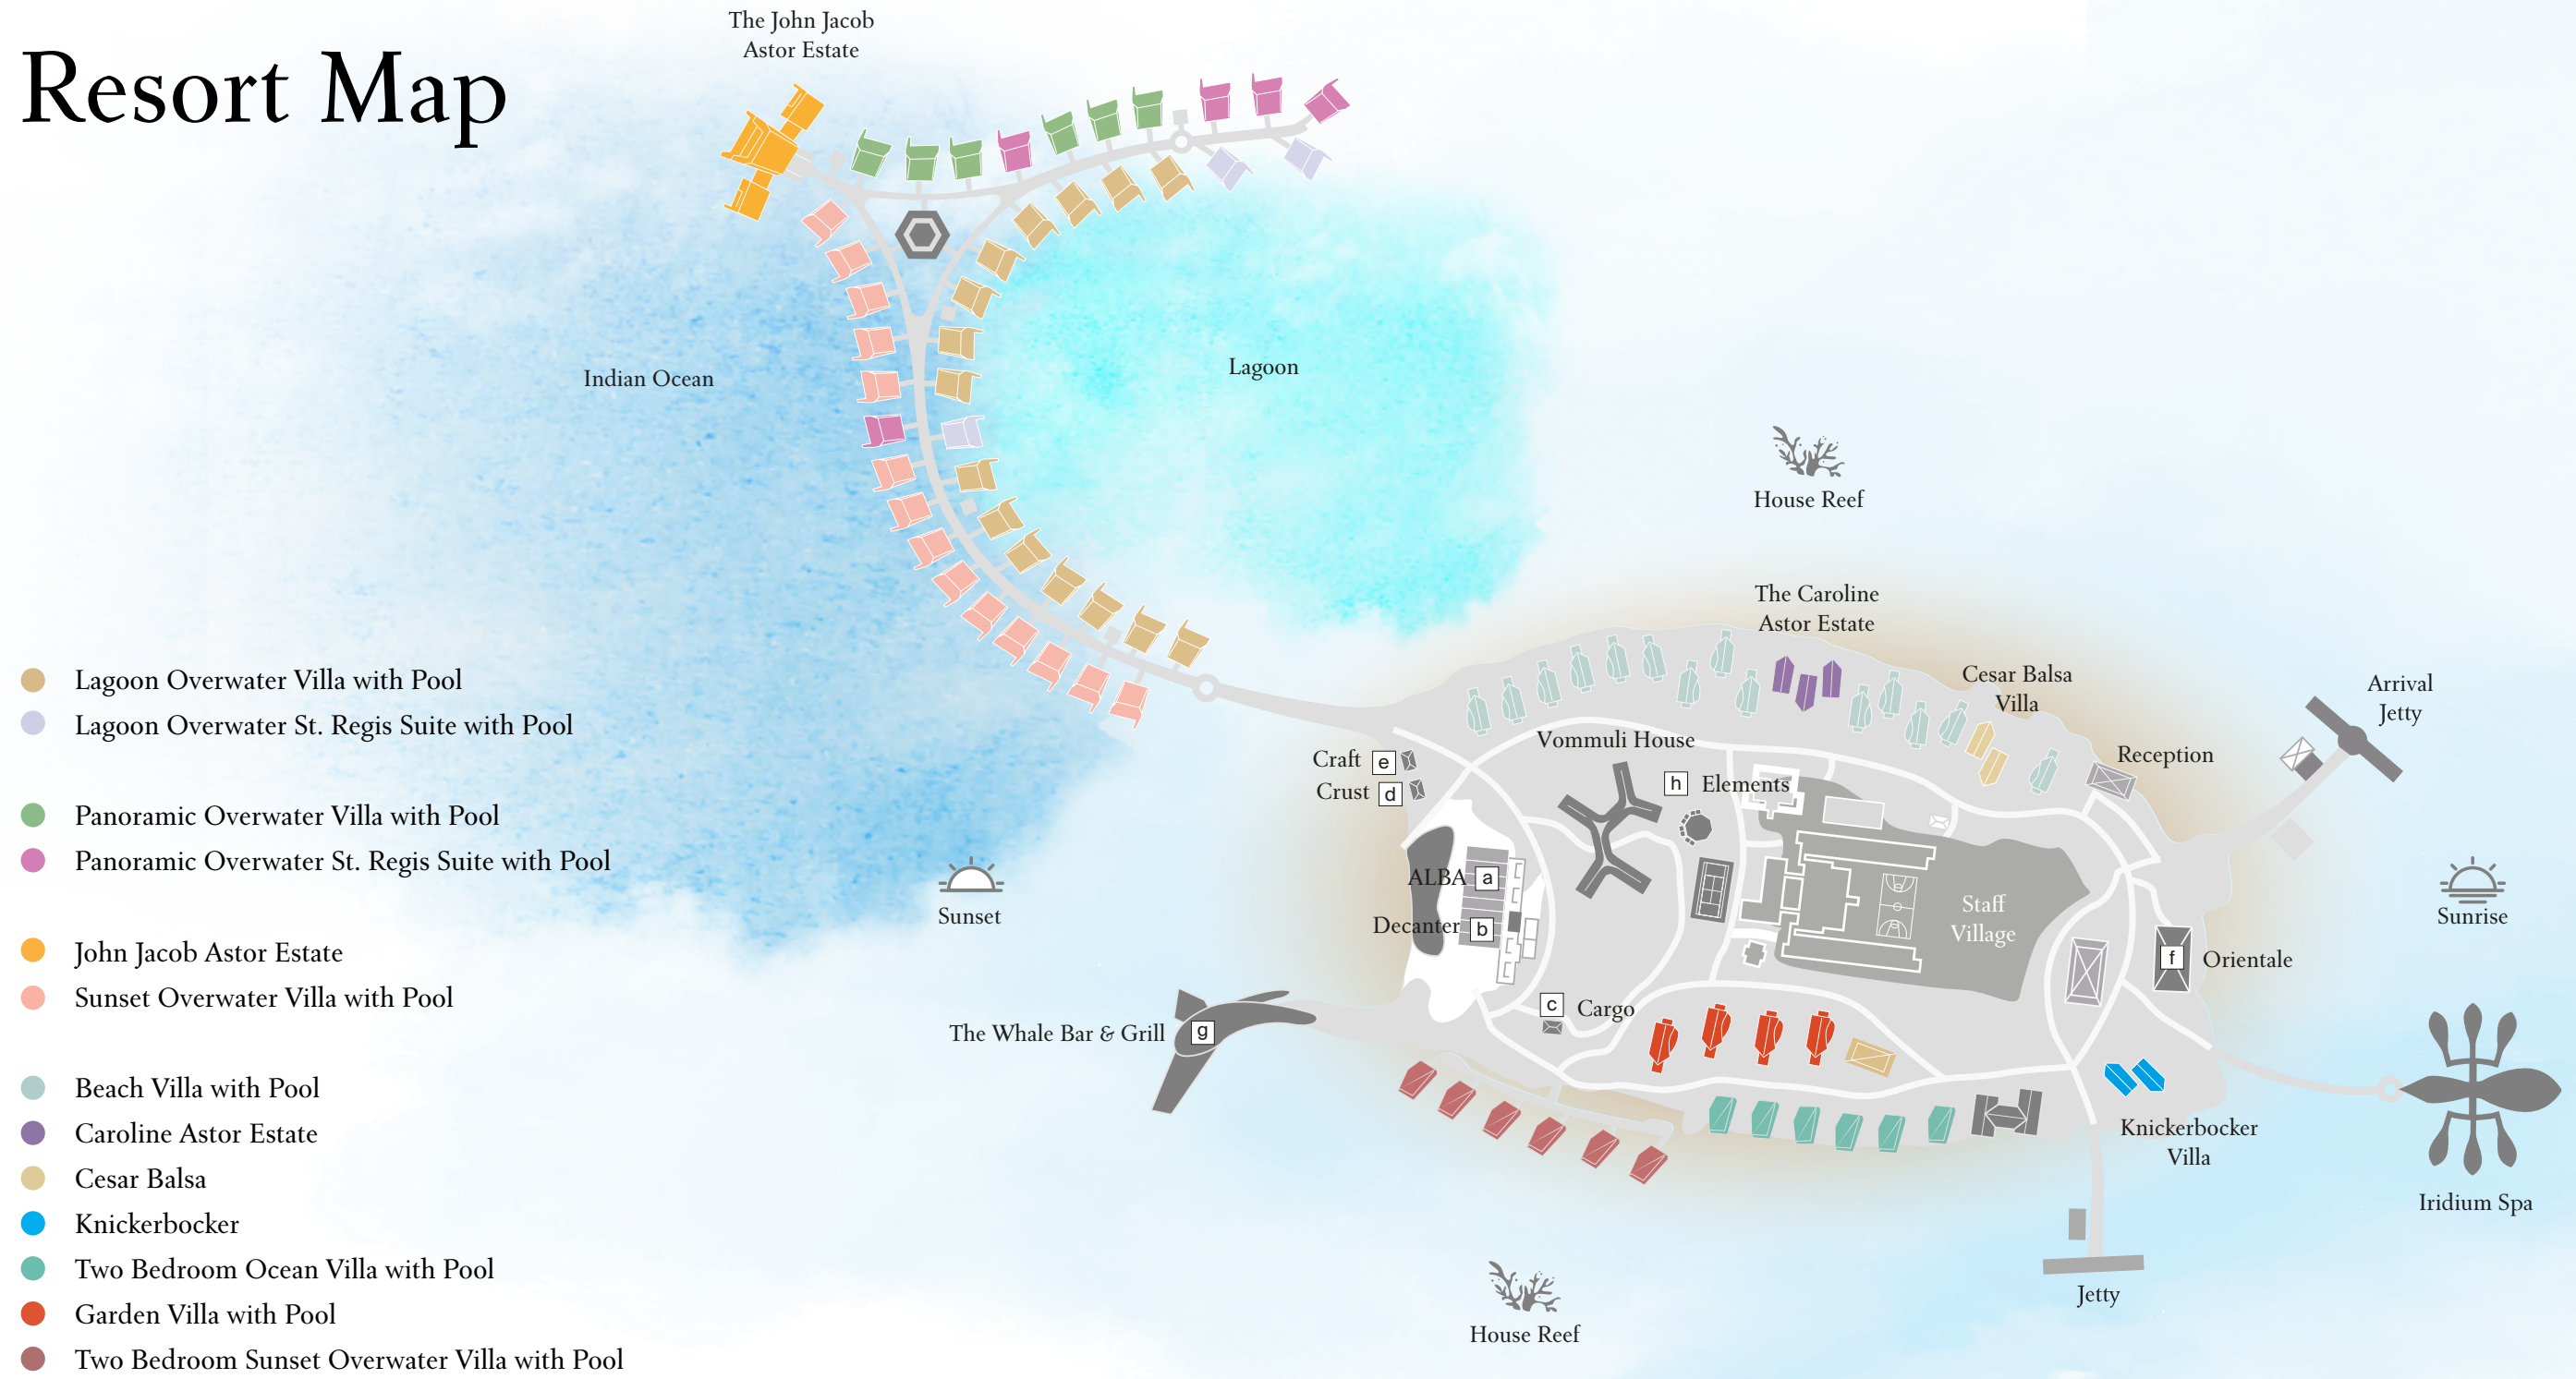 Resort Map
The John Jacob
Astor Estate
Indian Ocean
Lagoon
House Reef
The Caroline
Astor Estate
Cesar Balsa
Villa
Arrival
Jetty
Reception
Vommuli House
Craft e
Crust d
h Elements
ALBA a
Decanter b
Staff
Village
Sunset
Sunrise
f Orientale
c Cargo
The Whale Bar & Grill g
Knickerbocker
Villa
Iridium Spa
Jetty
House Reef
Lagoon Overwater Villa with Pool
Lagoon Overwater St. Regis Suite with Pool
Panoramic Overwater Villa with Pool
Panoramic Overwater St. Regis Suite with Pool
John Jacob Astor Estate
Sunset Overwater Villa with Pool
Beach Villa with Pool
Caroline Astor Estate
Cesar Balsa
Knickerbocker
Two Bedroom Ocean Villa with Pool
Garden Villa with Pool
Two Bedroom Sunset Overwater Villa with Pool